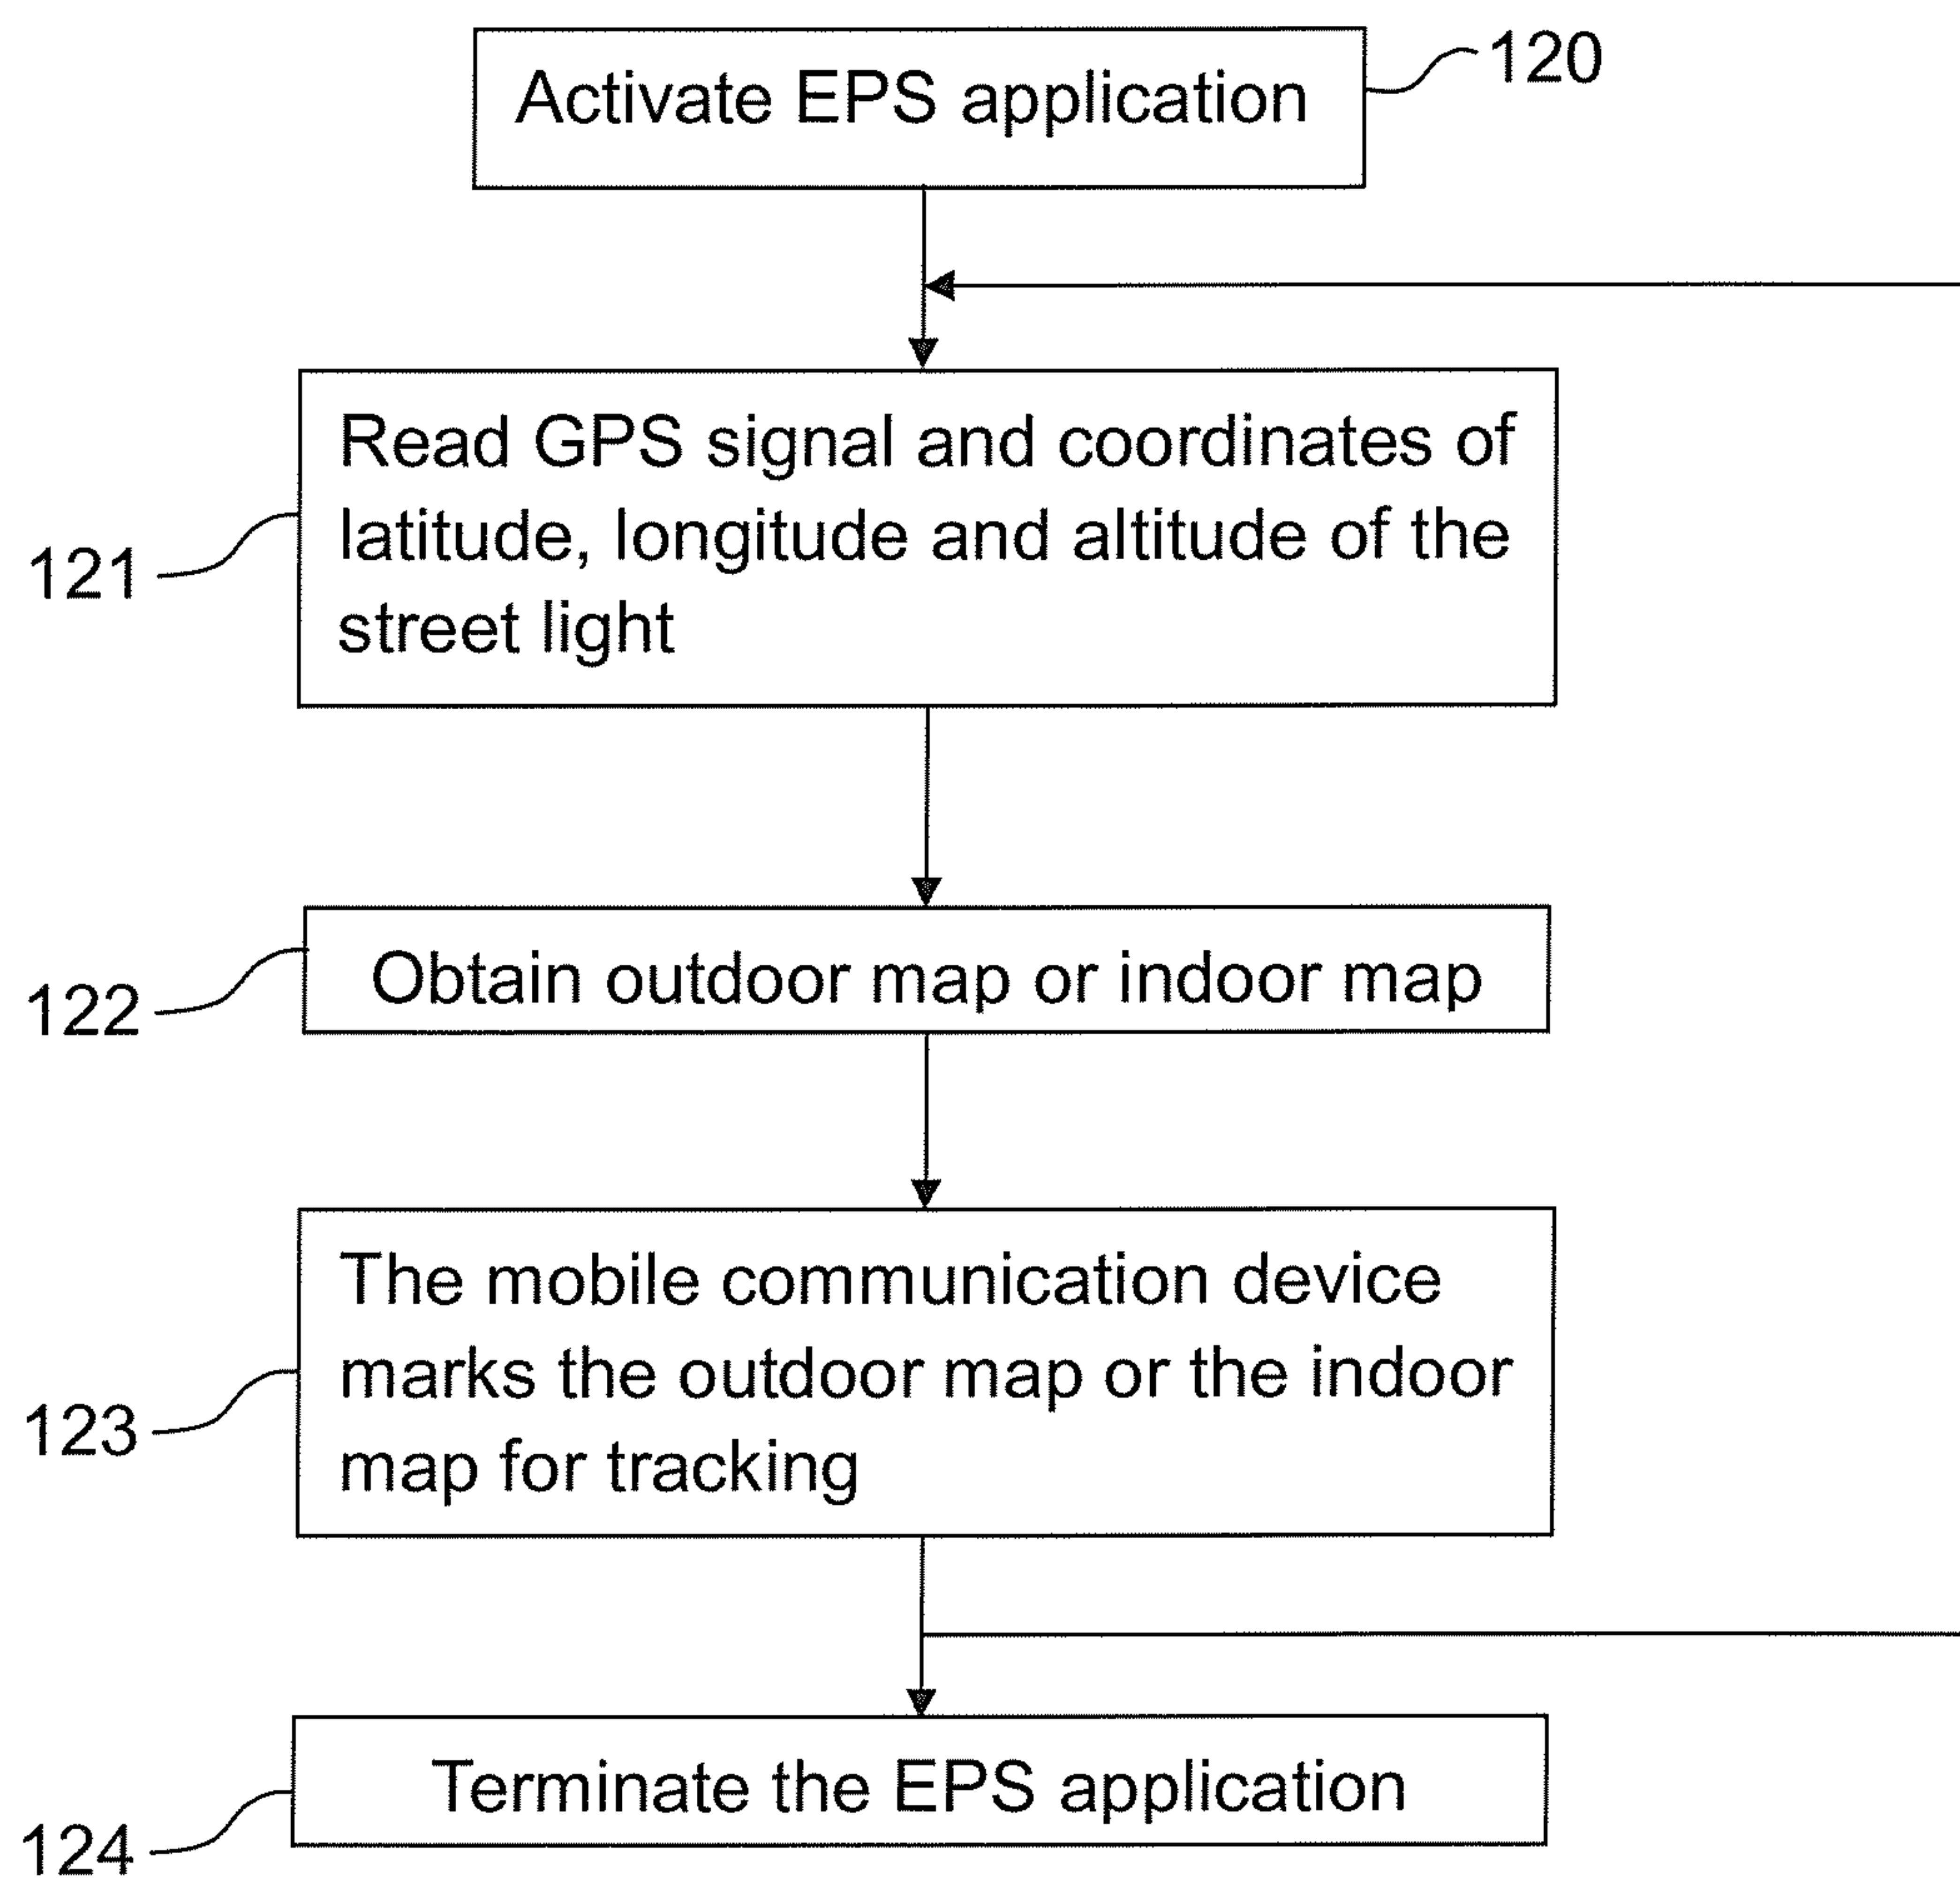 Activate EPS application
120
Read GPS signal and coordinates of
latitude, longitude and altitude of the
street light
121
Obtain outdoor map or indoor map
122
The mobile communication device
marks the outdoor map or the indoor
map for tracking
123
Terminate the EPS application
124